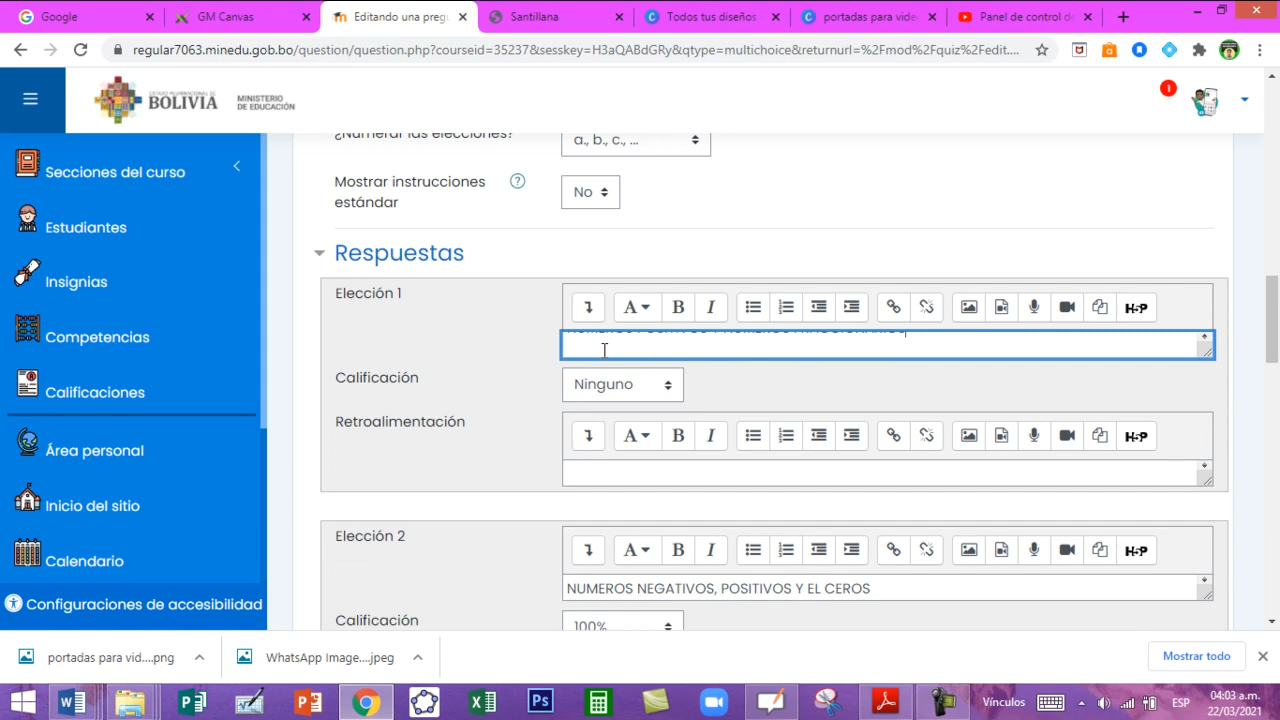 Google
GM Canvas
Editando una preg
Santillana
Todos tus diseños
portadas para vide
Panel de control d
regular7063.minedu.gob.bo/question/question.php?courseid=35237&sesskey=H3aQABdGRy&qtype=multichoice&returnurl=%2Fmod%2Fquiz%2Fedit....
BOLIVIA
MINISTERIO
DE EDUCACIÓN
1
Secciones del curso
Estudiantes
Insignias
Competencias
Calificaciones
Área personal
Inicio del sitio
Calendario
Configuraciones de accesibilidad
¿Numerar las elecciones?
a., b., c., ...
Mostrar instrucciones
estándar
No
Respuestas
Elección 1
A B I H-P
Calificación
Ninguno
Retroalimentación
A B I H-P
Elección 2
A B I H-P
NUMEROS NEGATIVOS, POSITIVOS Y EL CEROS
Calificación
100%
portadas para vid....png
WhatsApp Image....jpeg
Mostrar todo
Vínculos
ESP
04:03 a.m.
22/03/2021